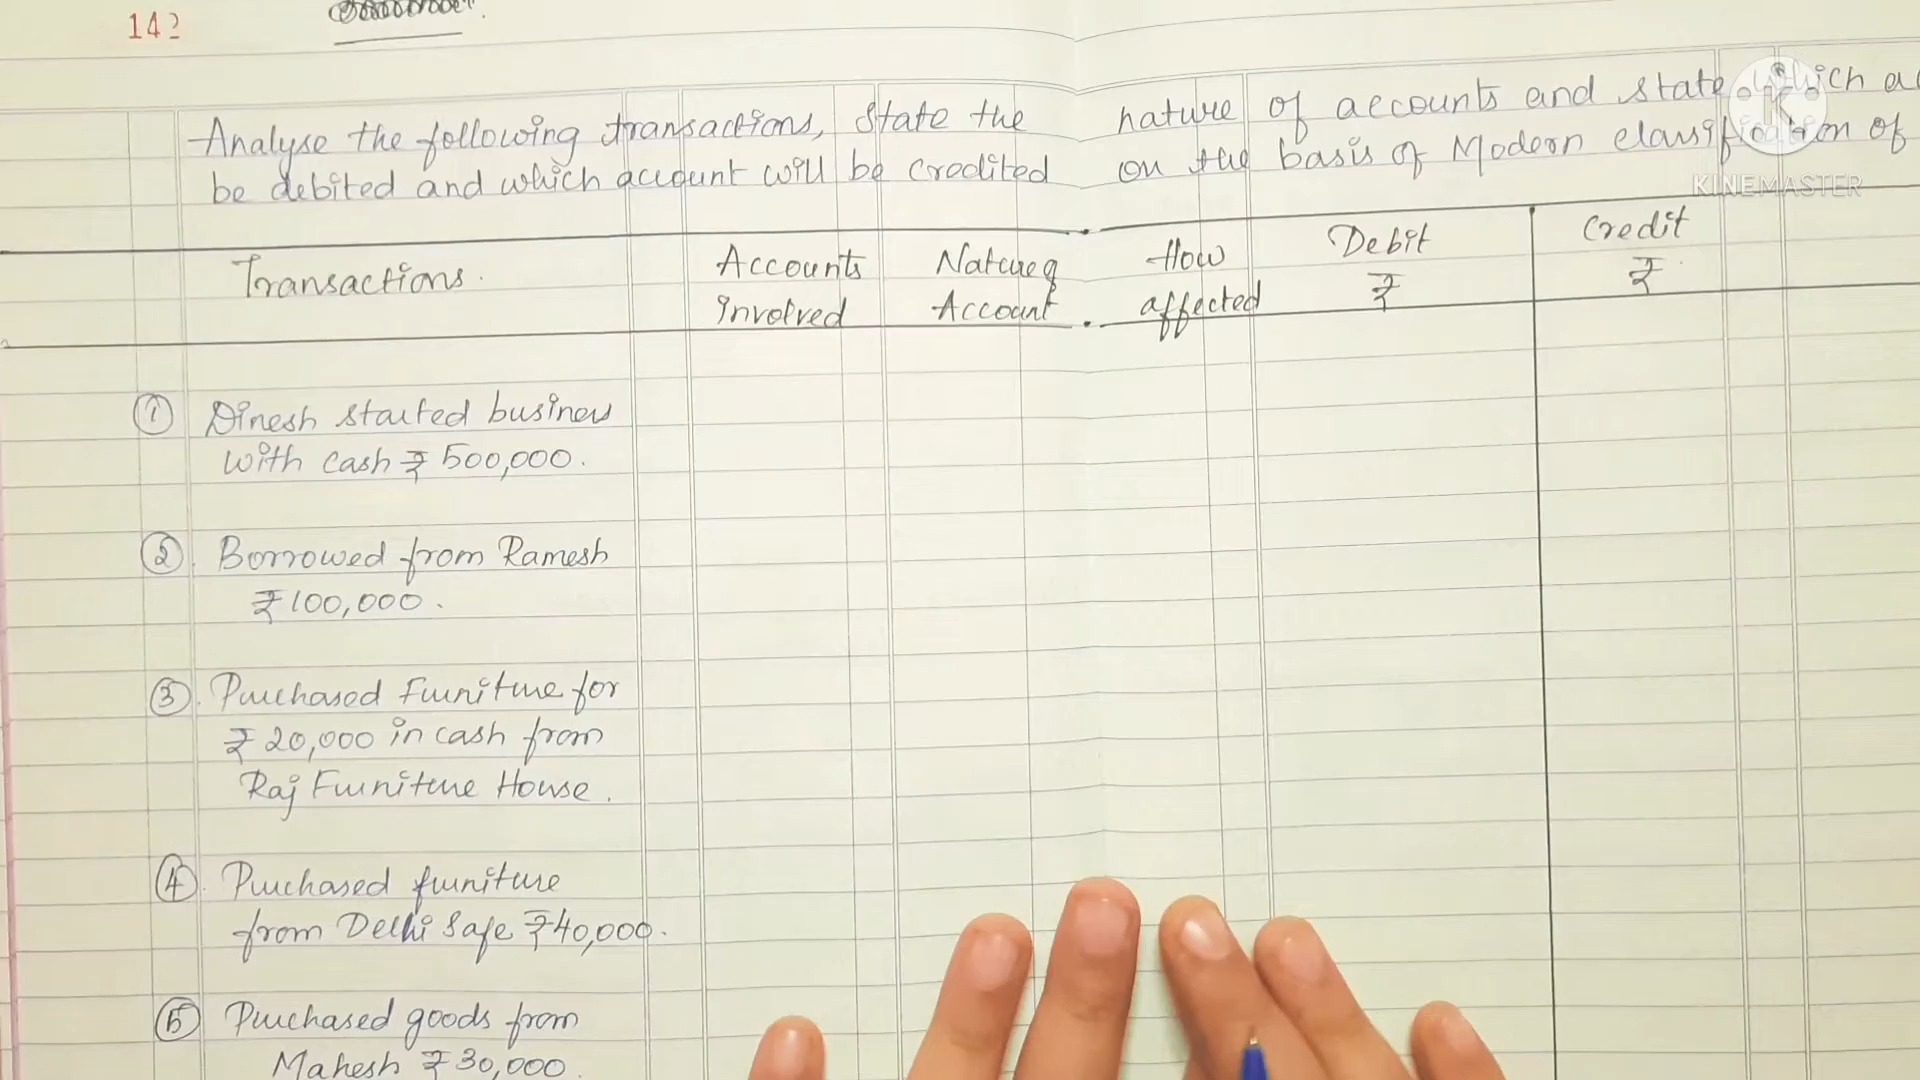 142
Analyse the following transactions, state the nature of accounts and state which
be debited and which account will be credited on the basis of Modern classification of
KINEMASTER
Transactions.
Accounts
involved
Nature of
Account
How
affected
Debit
₹
Credit
₹
① Dinesh started business
with cash ₹ 500,000.
②. Borrowed from Ramesh
₹ 100,000.
③. Purchased Furniture for
₹ 20,000 in cash from
Raj Furniture House.
④. Purchased furniture
from Delhi Safe ₹40,000.
⑤ Purchased goods from
Mahesh ₹ 30,000.